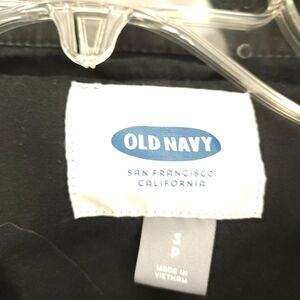 OLD NAVY
SAN FRANCISCO
CALIFORNIA
S
P
MADE IN
VIETNAM